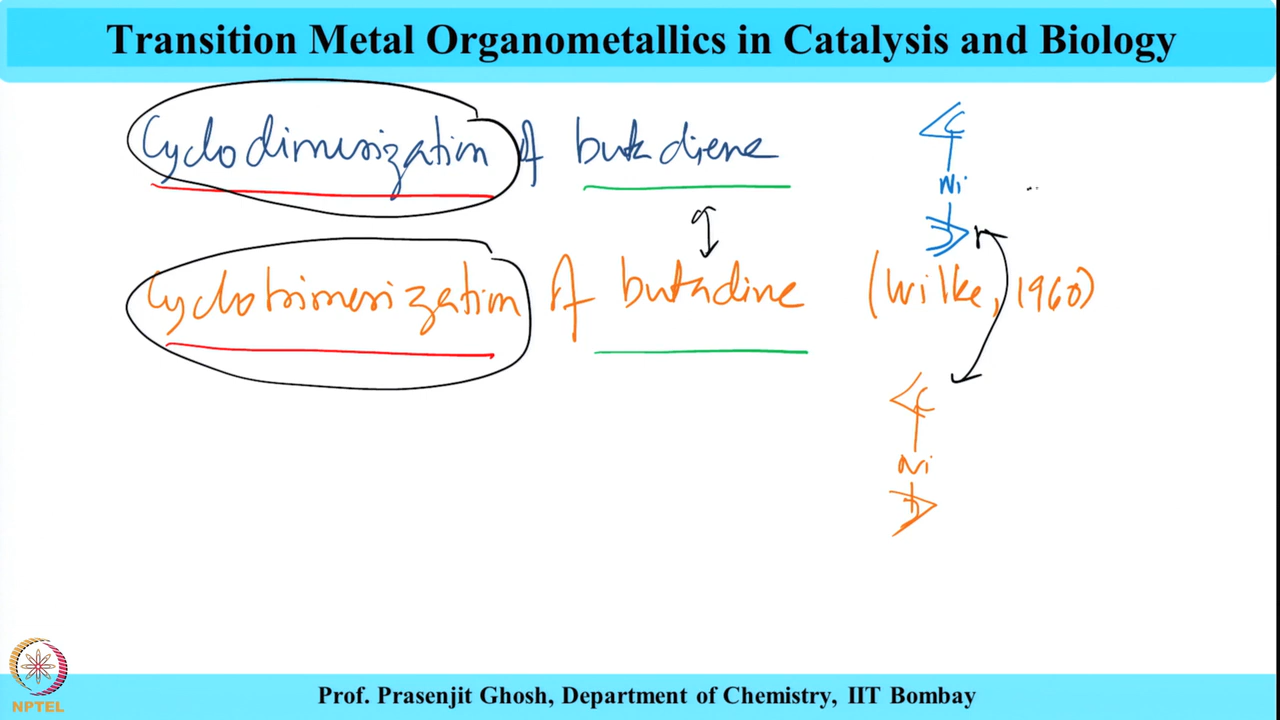 Transition Metal Organometallics in Catalysis and Biology
Cyclodimerization of butadiene
Ni
Cyclotrimerization of butadine (Wilke, 1960)
Ni
NPTEL
Prof. Prasenjit Ghosh, Department of Chemistry, IIT Bombay